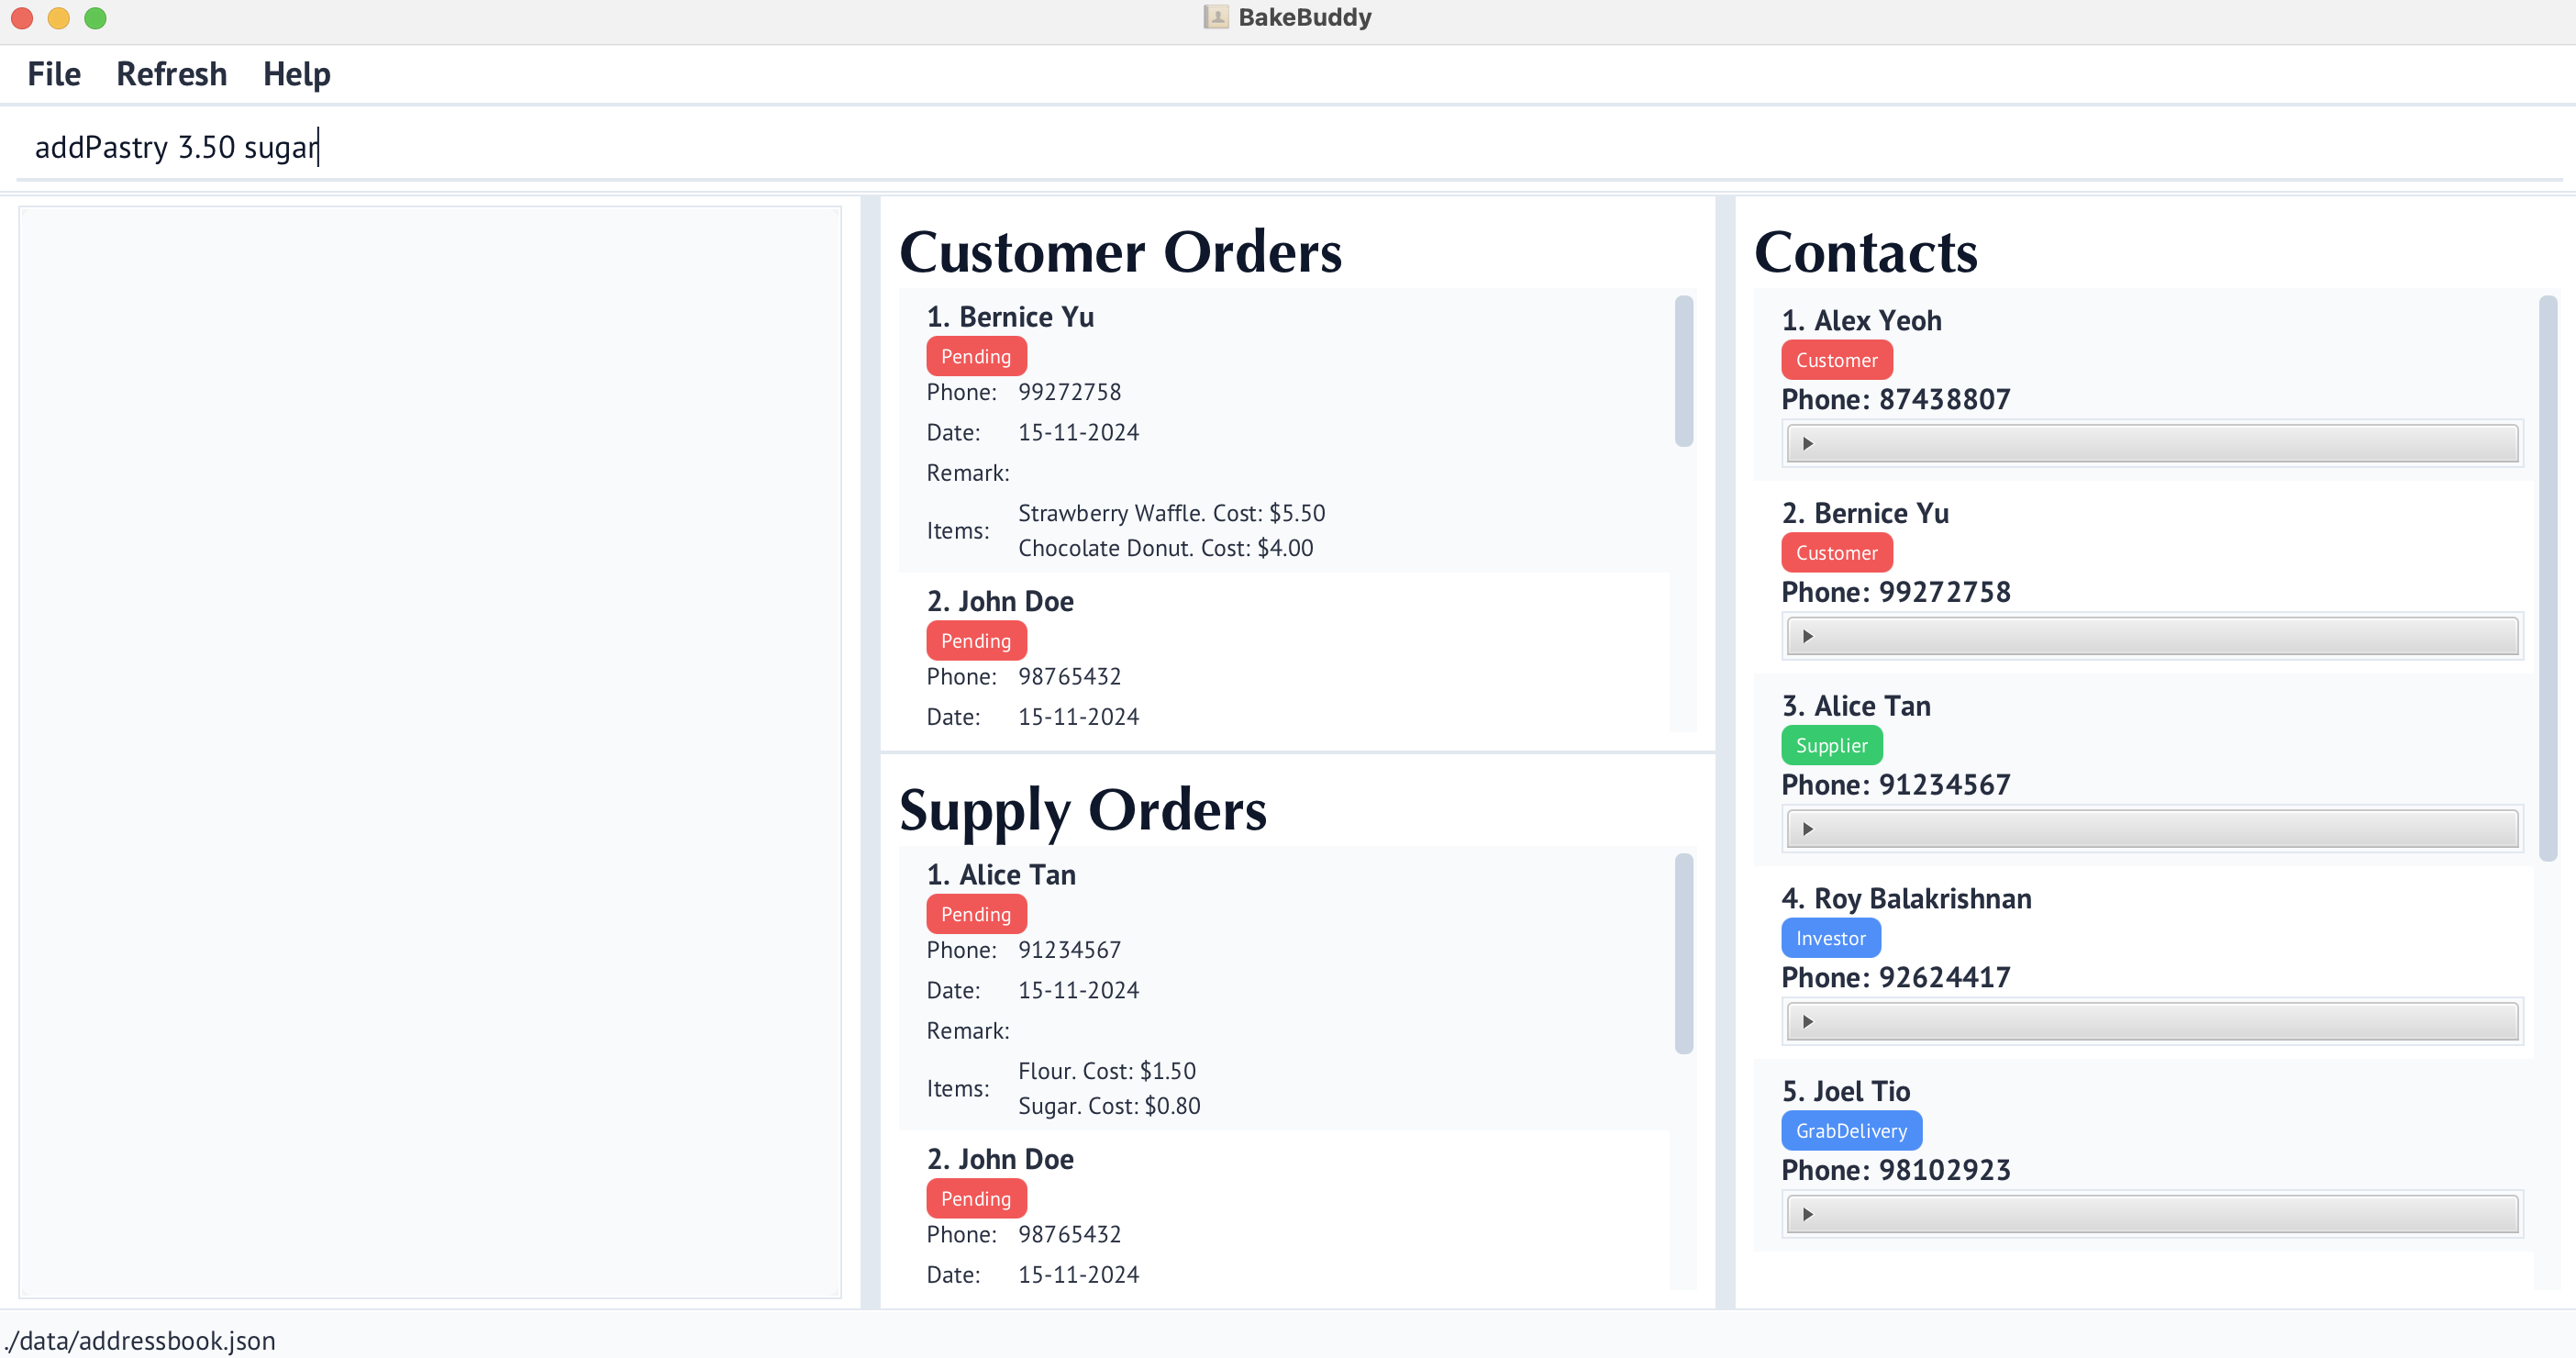 BakeBuddy
File Refresh Help
addPastry 3.50 sugar
Customer Orders
1. Bernice Yu
Pending
Phone: 99272758
Date: 15-11-2024
Remark:
Items: Strawberry Waffle. Cost: $5.50
Chocolate Donut. Cost: $4.00
2. John Doe
Pending
Phone: 98765432
Date: 15-11-2024
Supply Orders
1. Alice Tan
Pending
Phone: 91234567
Date: 15-11-2024
Remark:
Items: Flour. Cost: $1.50
Sugar. Cost: $0.80
2. John Doe
Pending
Phone: 98765432
Date: 15-11-2024
Contacts
1. Alex Yeoh
Customer
Phone: 87438807
2. Bernice Yu
Customer
Phone: 99272758
3. Alice Tan
Supplier
Phone: 91234567
4. Roy Balakrishnan
Investor
Phone: 92624417
5. Joel Tio
GrabDelivery
Phone: 98102923
./data/addressbook.json